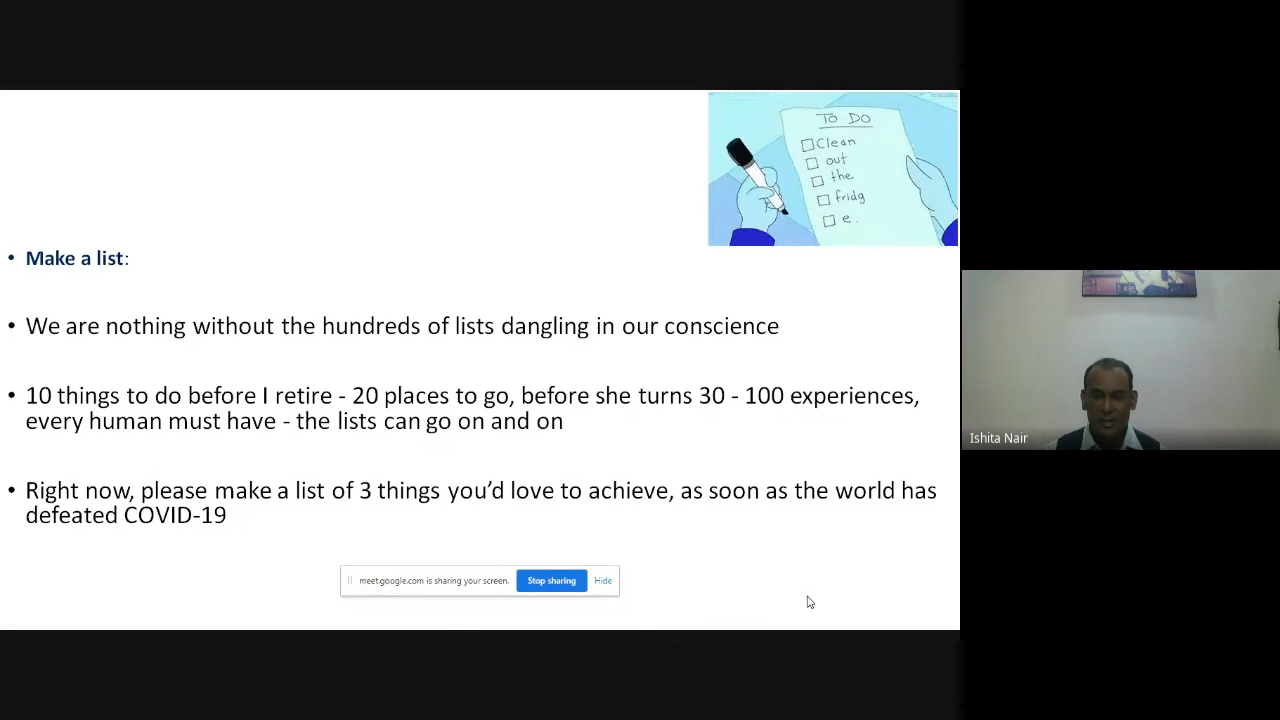 TO DO
Clean
out
the
fridg
e.
• Make a list:
• We are nothing without the hundreds of lists dangling in our conscience
• 10 things to do before I retire - 20 places to go, before she turns 30 - 100 experiences,
every human must have - the lists can go on and on
• Right now, please make a list of 3 things you’d love to achieve, as soon as the world has
defeated COVID-19
meet.google.com is sharing your screen. Stop sharing Hide
Ishita Nair